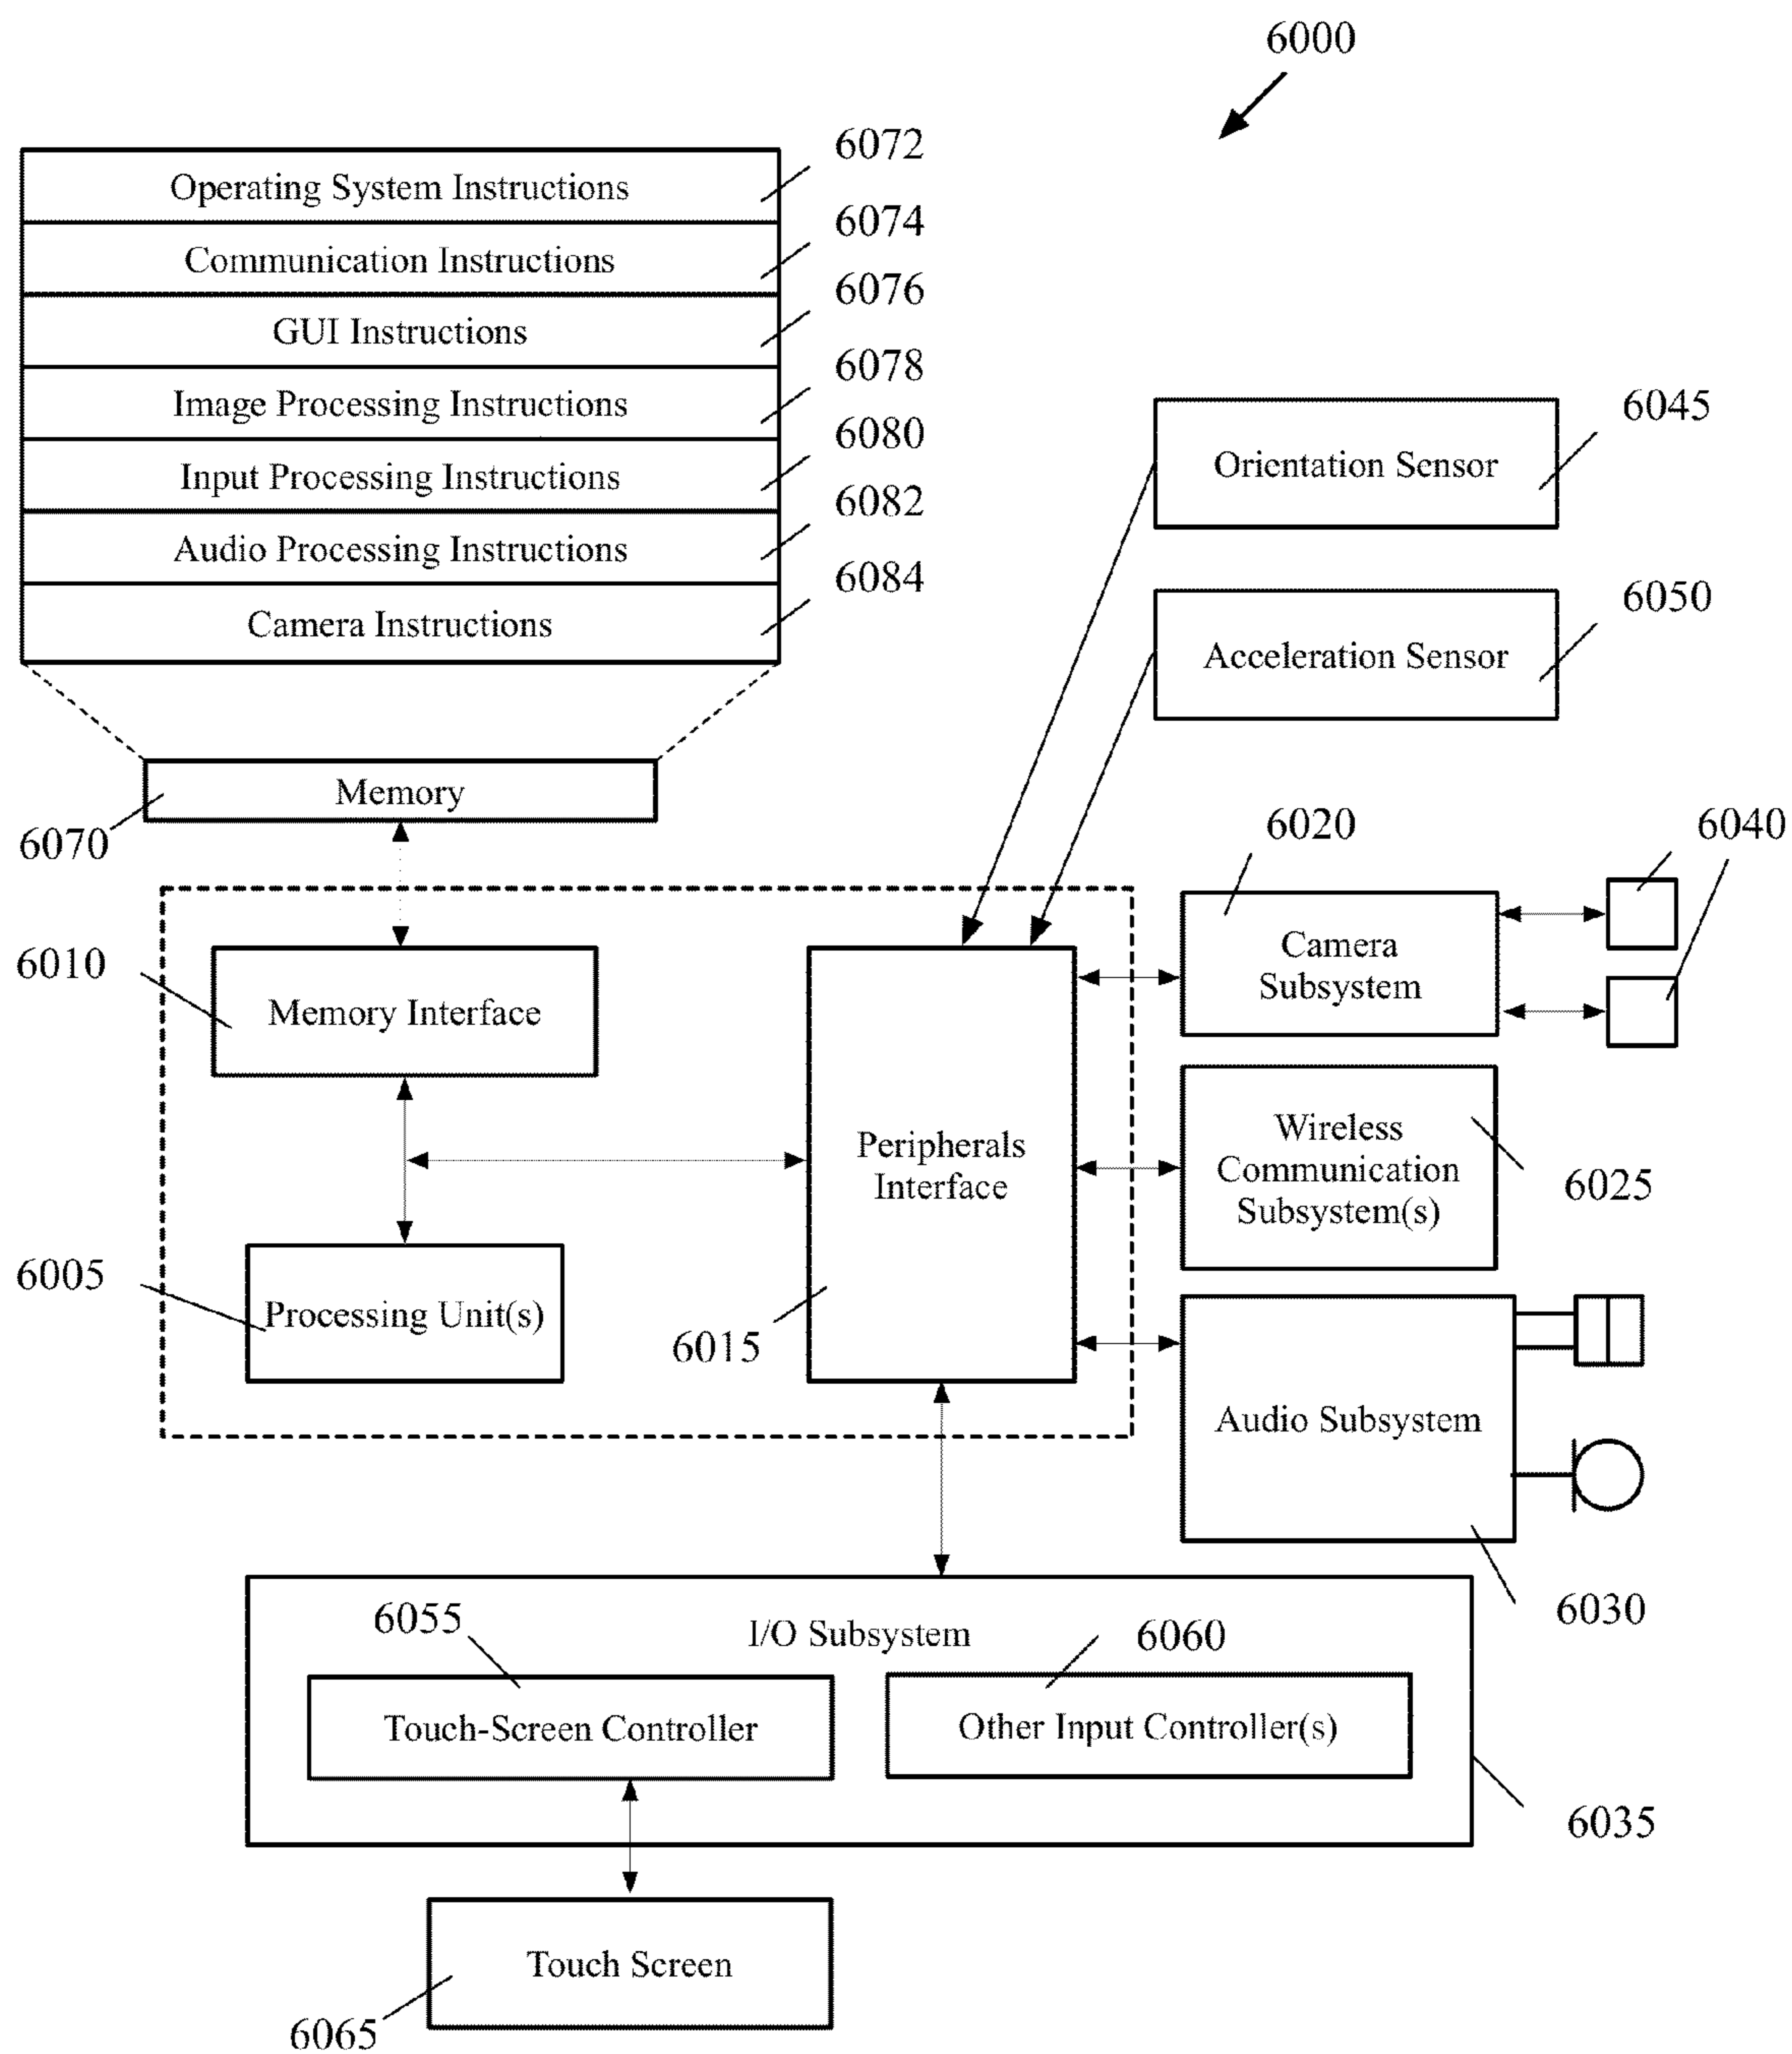 6000
6072
Operating System Instructions
6074
Communication Instructions
6076
GUI Instructions
6078
Image Processing Instructions
6080
Input Processing Instructions
6082
Audio Processing Instructions
6084
Camera Instructions
6045
Orientation Sensor
6050
Acceleration Sensor
Memory
6070
6020
6040
Camera
Subsystem
6010
Memory Interface
Peripherals
Interface
Wireless
Communication
Subsystem(s)
6025
6005
Processing Unit(s)
6015
Audio Subsystem
6030
6055
I/O Subsystem
6060
Touch-Screen Controller
Other Input Controller(s)
6035
Touch Screen
6065